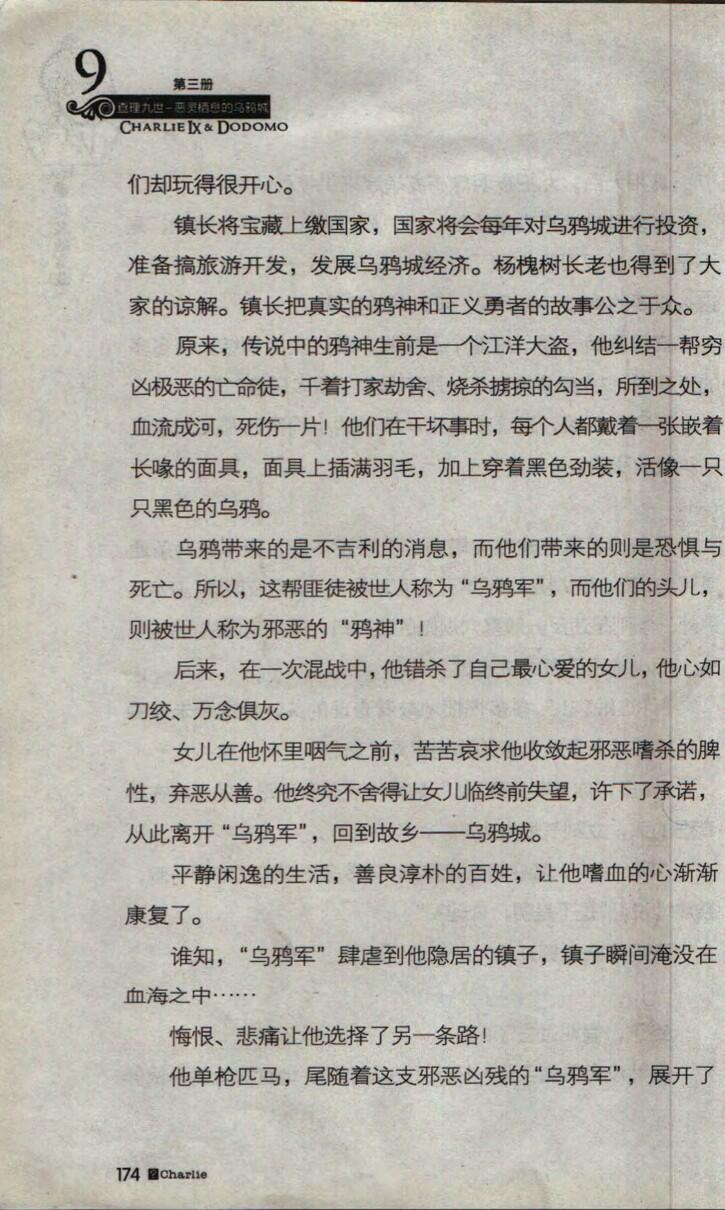 9
第三册
查理九世-恶灵栖息的乌鸦城
CHARLIE IX & DODOMO
们却玩得很开心。
镇长将宝藏上缴国家，国家将会每年对乌鸦城进行投资，
准备搞旅游开发，发展乌鸦城经济。杨槐树长老也得到了大
家的谅解。镇长把真实的鸦神和正义勇者的故事公之于众。
原来，传说中的鸦神生前是一个江洋大盗，他纠结一帮穷
凶极恶的亡命徒，干着打家劫舍、烧杀掳掠的勾当，所到之处，
血流成河，死伤一片！他们在干坏事时，每个人都戴着一张嵌着
长喙的面具，面具上插满羽毛，加上穿着黑色劲装，活像一只
只黑色的乌鸦。
乌鸦带来的是不吉利的消息，而他们带来的则是恐惧与
死亡。所以，这帮匪徒被世人称为“乌鸦军”，而他们的头儿，
则被世人称为邪恶的“鸦神”！
后来，在一次混战中，他错杀了自己最心爱的女儿，他心如
刀绞、万念俱灰。
女儿在他怀里咽气之前，苦苦哀求他收敛起邪恶嗜杀的脾
性，弃恶从善。他终究不舍得让女儿临终前失望，许下了承诺，
从此离开“乌鸦军”，回到故乡——乌鸦城。
平静闲逸的生活，善良淳朴的百姓，让他嗜血的心渐渐
康复了。
谁知，“乌鸦军”肆虐到他隐居的镇子，镇子瞬间淹没在
血海之中……
悔恨、悲痛让他选择了另一条路！
他单枪匹马，尾随着这支邪恶凶残的“乌鸦军”，展开了
174 9 Charlie